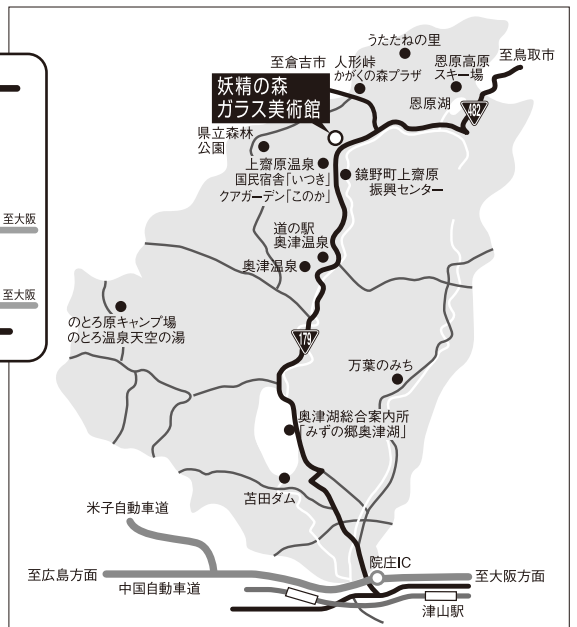 うたたねの里
至倉吉市
人形峠
かがくの森プラザ
恩原高原
スキー場
至鳥取市
恩原湖
482
妖精の森
ガラス美術館
県立森林
公園
上齋原温泉
国民宿舎「いつき」
クアガーデン「このか」
鏡野町上齋原
振興センター
至大阪
道の駅
奥津温泉
奥津温泉
至大阪
のとろ原キャンプ場
のとろ温泉天空の湯
179
万葉のみち
奥津湖総合案内所
「みずの郷奥津湖」
苫田ダム
米子自動車道
院庄IC
至広島方面
中国自動車道
至大阪方面
津山駅